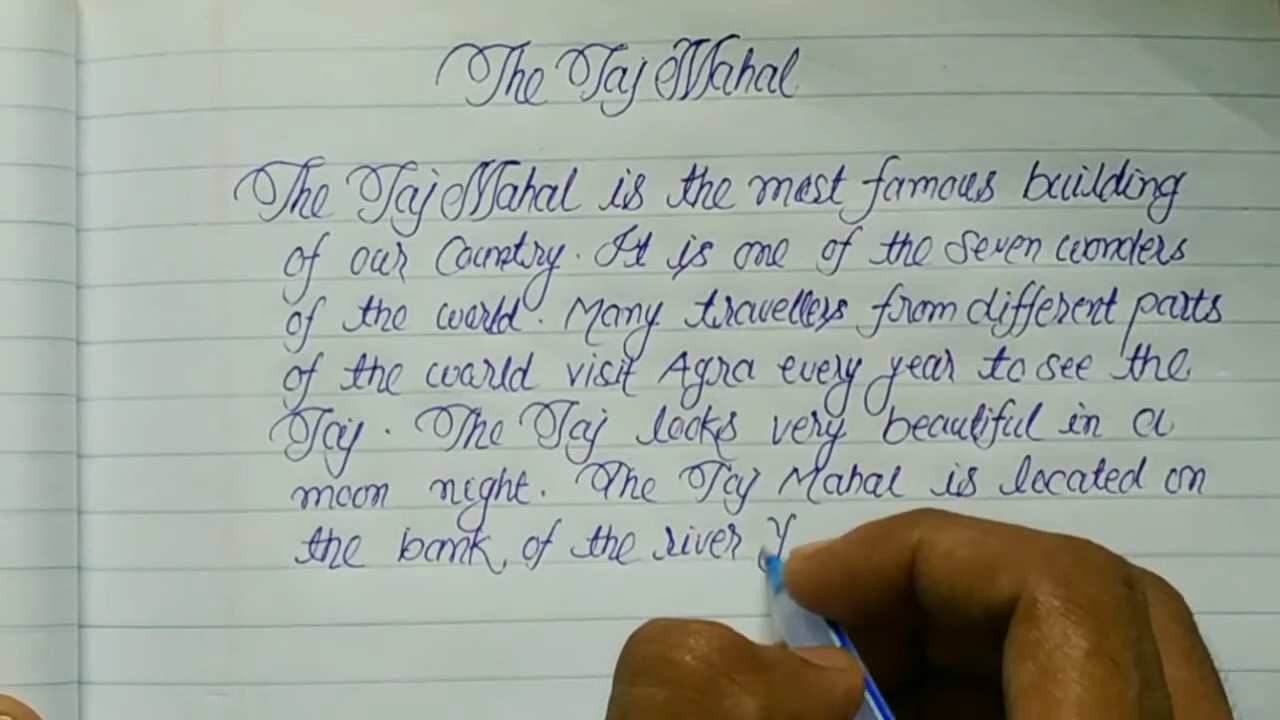 The Taj Mahal
The Taj Mahal is the most famous building
of our Country. It is one of the Seven wonders
of the world. Many travellers from different parts
of the world visit Agra every year to see the
Taj. The Taj looks very beautiful in a
moon night. The Taj Mahal is located on
the bank of the river Y